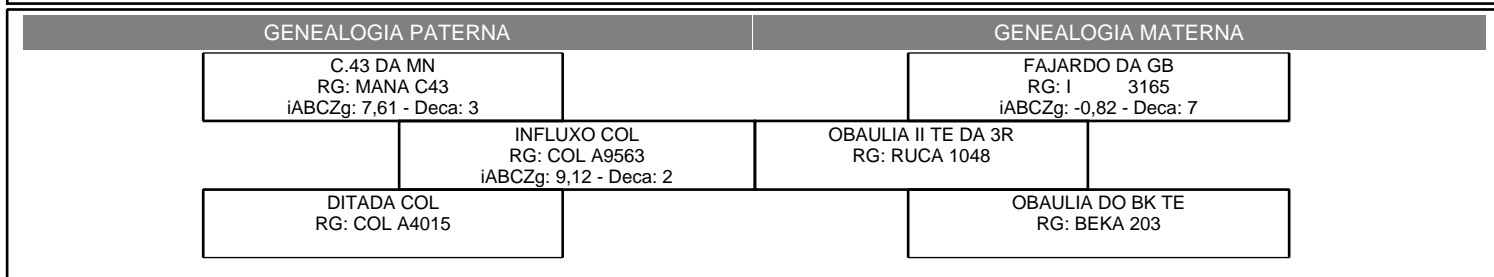 GENEALOGIA PATERNA
GENEALOGIA MATERNA
C.43 DA MN
RG: MANA C43
iABCZg: 7,61 - Deca: 3
FAJARDO DA GB
RG: I 3165
iABCZg: -0,82 - Deca: 7
INFLUXO COL
RG: COL A9563
iABCZg: 9,12 - Deca: 2
OBAULIA II TE DA 3R
RG: RUCA 1048
DITADA COL
RG: COL A4015
OBAULIA DO BK TE
RG: BEKA 203